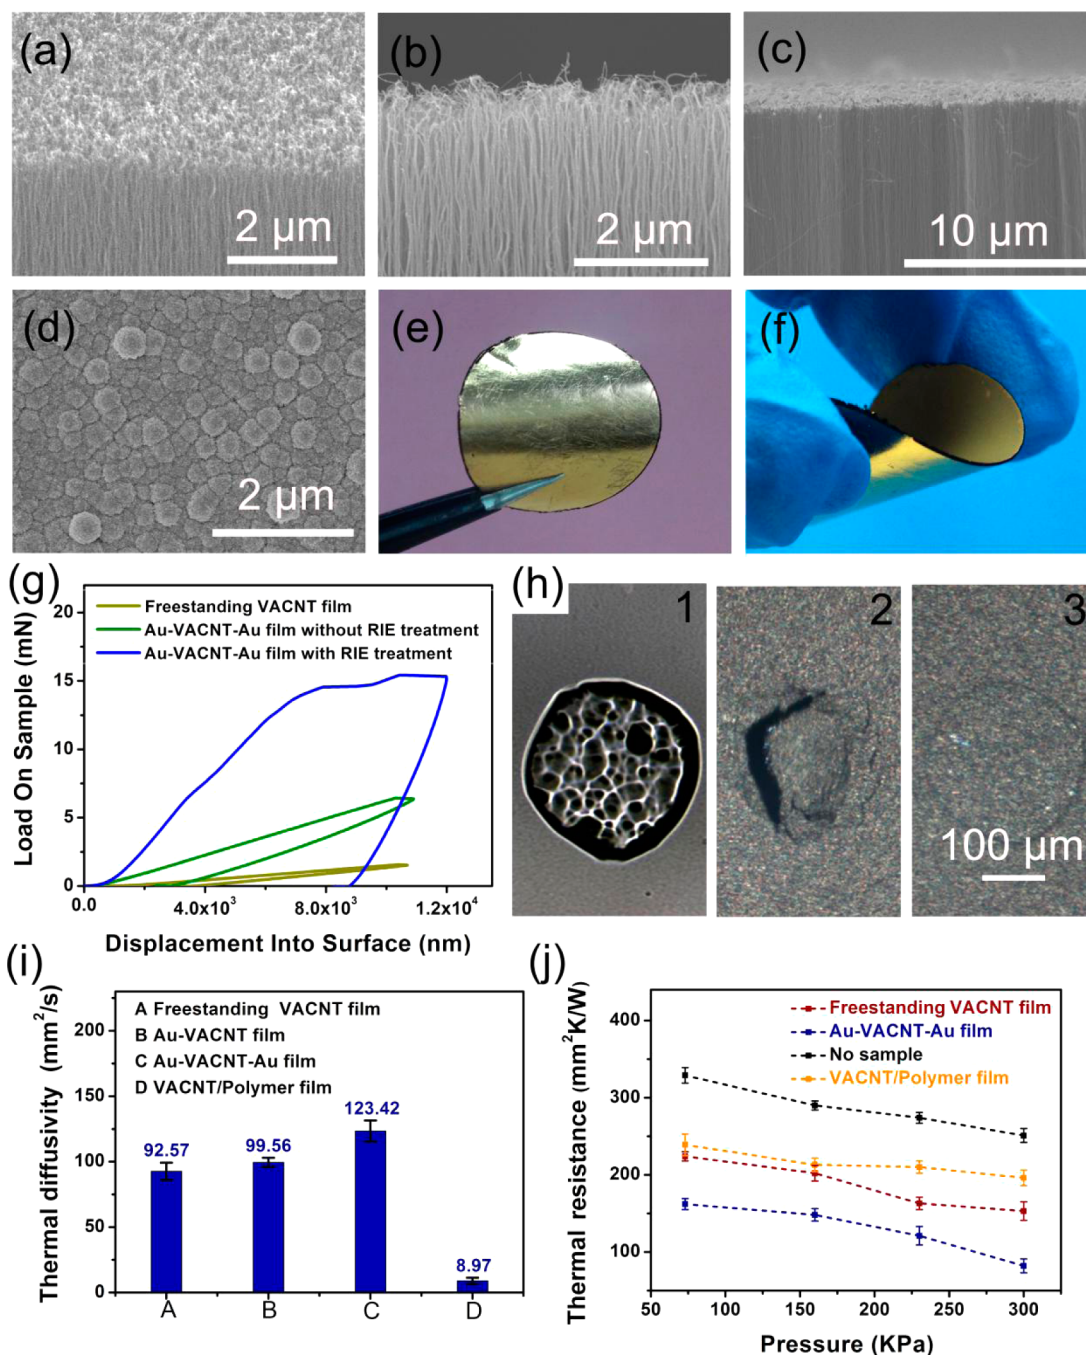 (a)
2 μm
(b)
2 μm
(c)
10 μm
(d)
2 μm
(e)
(f)
(g)
Load On Sample (mN)
20
15
10
5
0
Freestanding VACNT film
Au-VACNT-Au film without RIE treatment
Au-VACNT-Au film with RIE treatment
0.0
4.0x10³
8.0x10³
1.2x10⁴
Displacement Into Surface (nm)
(h)
1
2
3
100 μm
(i)
Thermal diffusivity (mm²/s)
200
150
100
50
0
A Freestanding VACNT film
B Au-VACNT film
C Au-VACNT-Au film
D VACNT/Polymer film
92.57
99.56
123.42
8.97
A
B
C
D
(j)
Thermal resistance (mm²K/W)
400
300
200
100
Freestanding VACNT film
Au-VACNT-Au film
No sample
VACNT/Polymer film
50
100
150
200
250
300
Pressure (KPa)